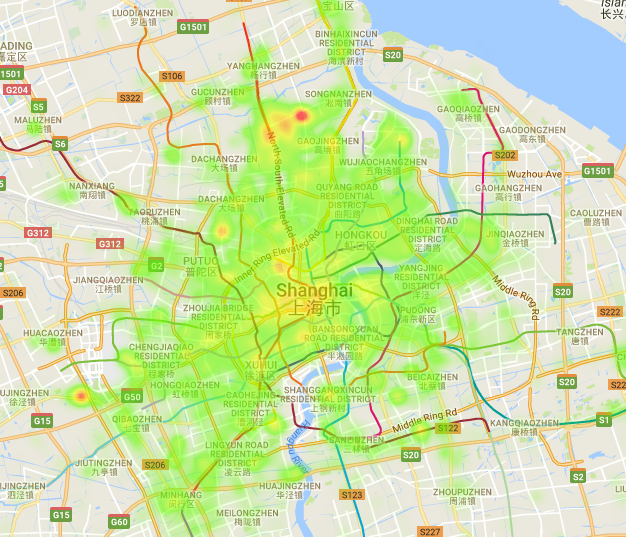 LUODIANZHEN
罗店镇
宝山区
长兴
G1501
BINHAIXINCUN
RESIDENTIAL
DISTRICT
海滨新村
S20
YANGHANGZHEN
杨行镇
1501
G204
S106
S322
GUCUNZHEN
顾村镇
SONGNANZHEN
淞南镇
S5
MALUZHEN
马陆镇
GAOQIAOZHEN
高桥镇
GAODONGZHEN
高东镇
S6
GAOJINGZHEN
高境镇
S202
DACHANGZHEN
大场镇
WUJIAOCHANGZHEN
五角场镇
Wuzhou Ave
G1501
NANXIANG
南翔镇
North-South Elevated Rd
QUYANG ROAD
RESIDENTIAL
DISTRICT
曲阳路
GAOHANGZHEN
高行镇
DACHANGZHEN
大场镇
TAOPUZHEN
桃浦镇
CAOLUZHEN
曹路镇
G312
G312
HONGKOU
虹口区
DINGHAI ROAD
RESIDENTIAL
DISTRICT
定海路
JINQIAOZHEN
金桥镇
Inner Ring Elevated Rd
G2
PUTUO
普陀区
YANGJING
RESIDENTIAL
DISTRICT
洋泾
Middle Ring Rd
S20
S206
JIANGQIAOZHEN
江桥镇
Shanghai
上海市
ZHOUJIA BRIDGE
RESIDENTIAL
DISTRICT
周家桥
PUDONG
浦东新区
S222
HUACAOZHEN
华漕镇
BANSONGYUAN
ROAD RESIDENTIAL
DISTRICT
半淞园路
TANGZHEN
唐镇
CHENGJIAQIAO
RESIDENTIAL
DISTRICT
程家桥
XUHUI
徐汇区
BEICAIZHEN
北蔡镇
S20
S2
HONGQIAOZHEN
虹桥镇
UJINGZHEN
徐泾镇
G50
CAOHEJING
RESIDENTIAL
DISTRICT
漕河泾
SHANGGANGXINCUN
RESIDENTIAL DISTRICT
上钢新村
G15
QIBAOZHEN
七宝镇
Middle Ring Rd
S122
KANGQIAOZHEN
康桥镇
S1
SANLINZHEN
三林镇
LINGYUN ROAD
RESIDENTIAL
DISTRICT
凌云路
S20
JIUTINGZHEN
九亭镇
S206
S2
SIJINGZHEN
泗泾镇
MINHANG
闵行区
HUAJINGZHEN
华泾镇
S123
ZHOUPUZHEN
周浦镇
MEILONGZHEN
梅陇镇
G15
G60
S227